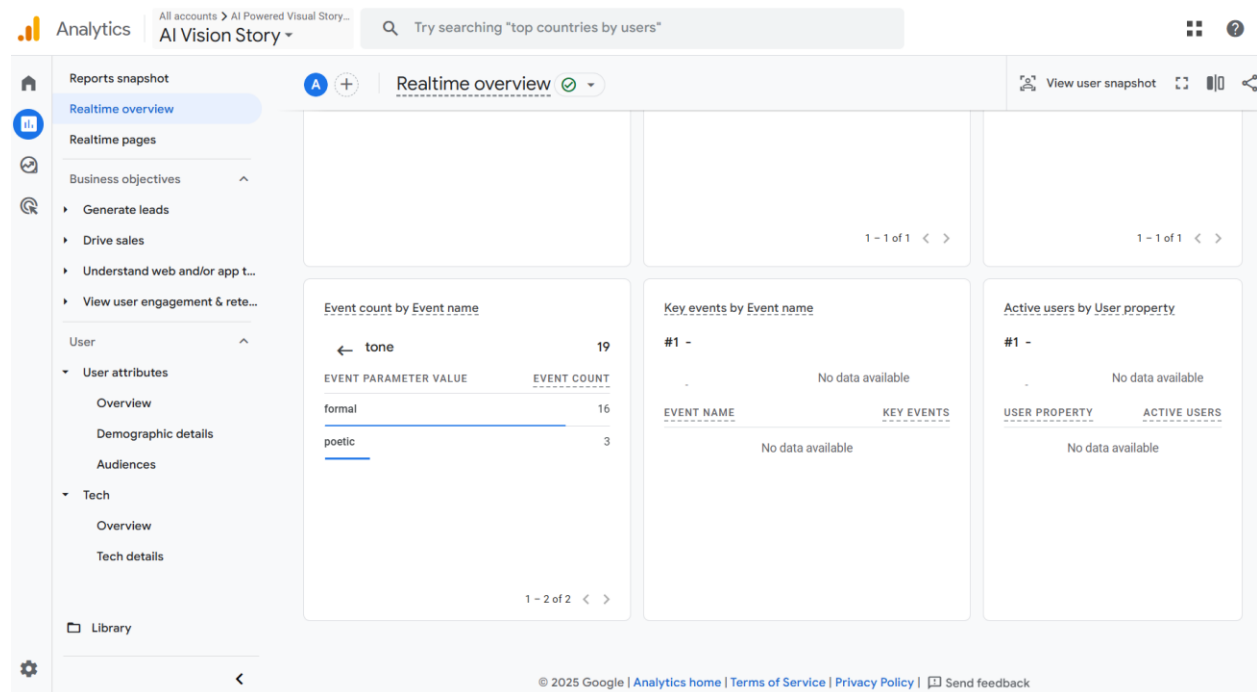 All accounts > AI Powered Visual Story...
Analytics
AI Vision Story
Try searching "top countries by users"
Reports snapshot
Realtime overview
Realtime pages
Business objectives
Generate leads
Drive sales
Understand web and/or app t...
View user engagement & rete...
User
User attributes
Overview
Demographic details
Audiences
Tech
Overview
Tech details
Library
A
Realtime overview
View user snapshot
1 – 1 of 1
1 – 1 of 1
Event count by Event name
tone 19
EVENT PARAMETER VALUE EVENT COUNT
formal 16
poetic 3
1 – 2 of 2
Key events by Event name
#1 -
- No data available
EVENT NAME KEY EVENTS
No data available
Active users by User property
#1 -
- No data available
USER PROPERTY ACTIVE USERS
No data available
© 2025 Google | Analytics home | Terms of Service | Privacy Policy | Send feedback